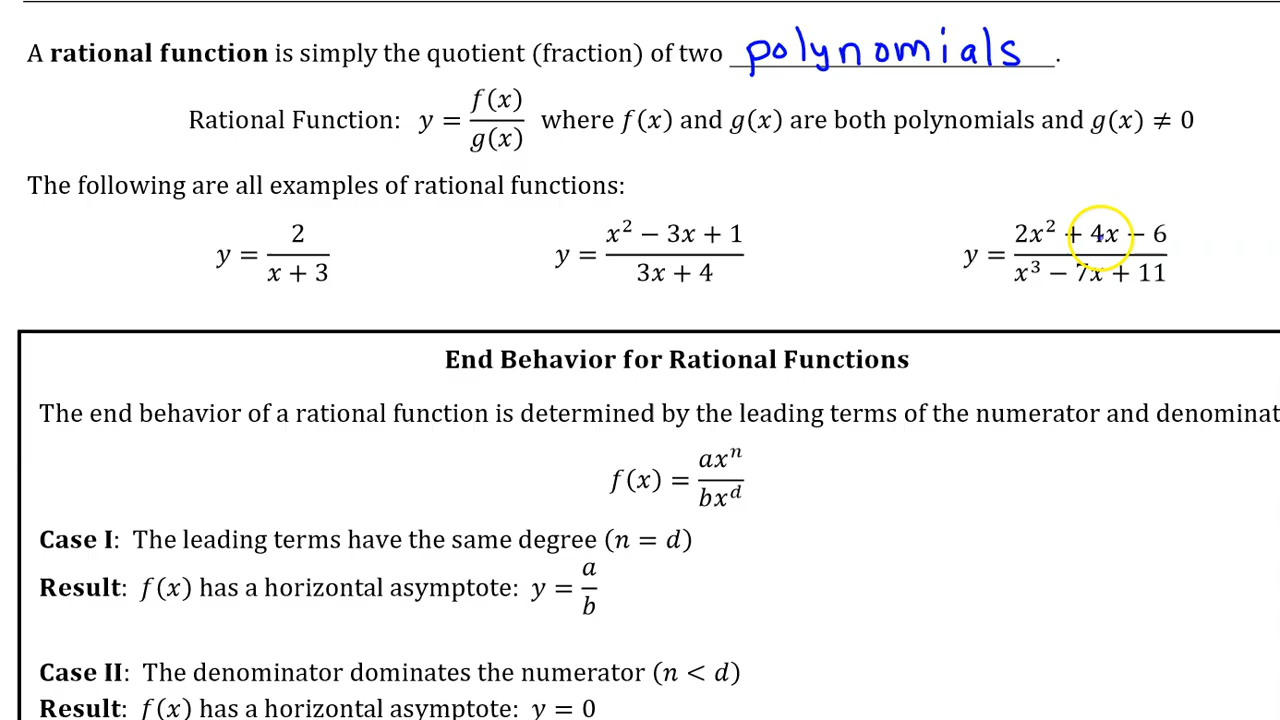 A rational function is simply the quotient (fraction) of two polynomials.
Rational Function: y = f(x)/g(x) where f(x) and g(x) are both polynomials and g(x) ≠ 0
The following are all examples of rational functions:
y = 2/(x + 3) y = (x² − 3x + 1)/(3x + 4) y = (2x² + 4x − 6)/(x³ − 7x + 11)
End Behavior for Rational Functions
The end behavior of a rational function is determined by the leading terms of the numerator and denominat
f(x) = axⁿ/bxᵈ
Case I: The leading terms have the same degree (n = d)
Result: f(x) has a horizontal asymptote: y = a/b
Case II: The denominator dominates the numerator (n < d)
Result: f(x) has a horizontal asymptote: y = 0